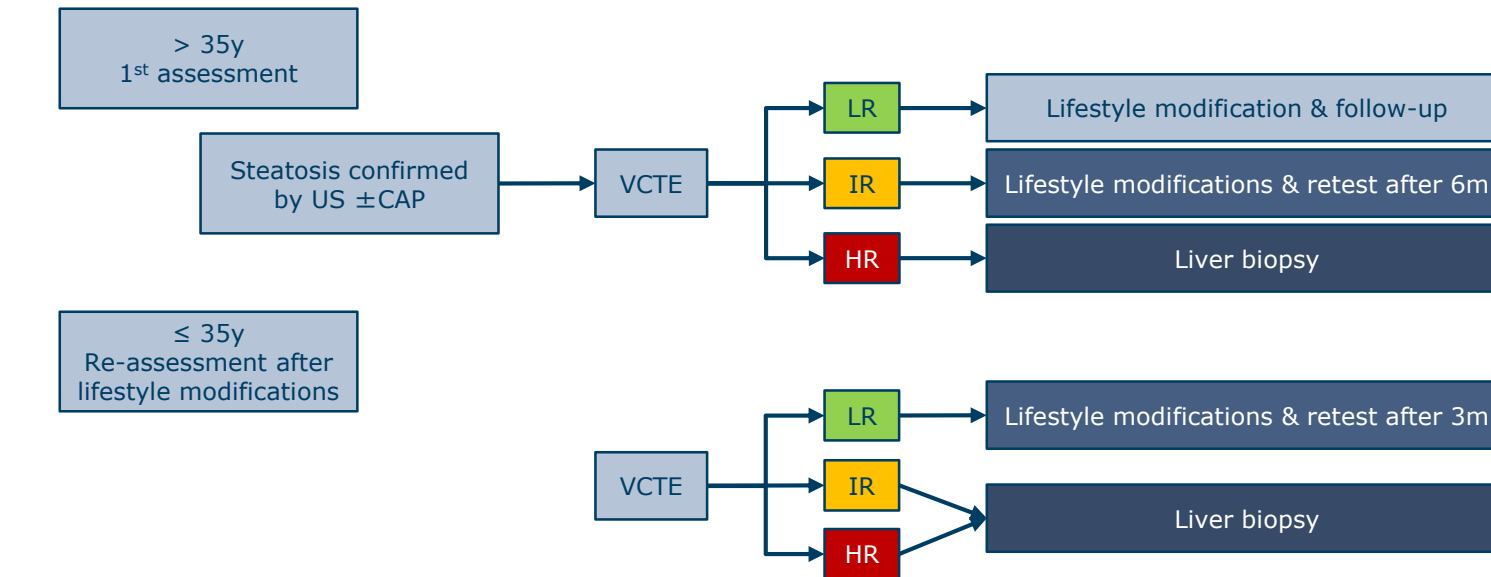 > 35y
1st assessment
Steatosis confirmed
by US ±CAP
VCTE
LR
Lifestyle modification & follow-up
IR
Lifestyle modifications & retest after 6m
HR
Liver biopsy
≤ 35y
Re-assessment after
lifestyle modifications
VCTE
LR
Lifestyle modifications & retest after 3m
IR
HR
Liver biopsy